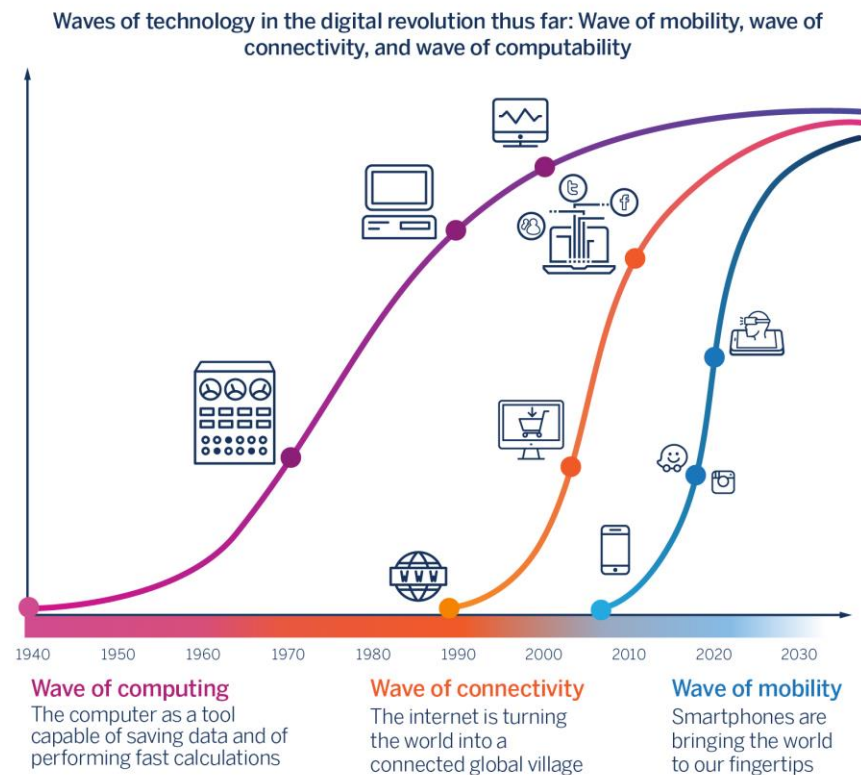 Waves of technology in the digital revolution thus far: Wave of mobility, wave of
connectivity, and wave of computability
WWW
1940 1950 1960 1970 1980 1990 2000 2010 2020 2030
Wave of computing
The computer as a tool
capable of saving data and of
performing fast calculations
Wave of connectivity
The internet is turning
the world into a
connected global village
Wave of mobility
Smartphones are
bringing the world
to our fingertips